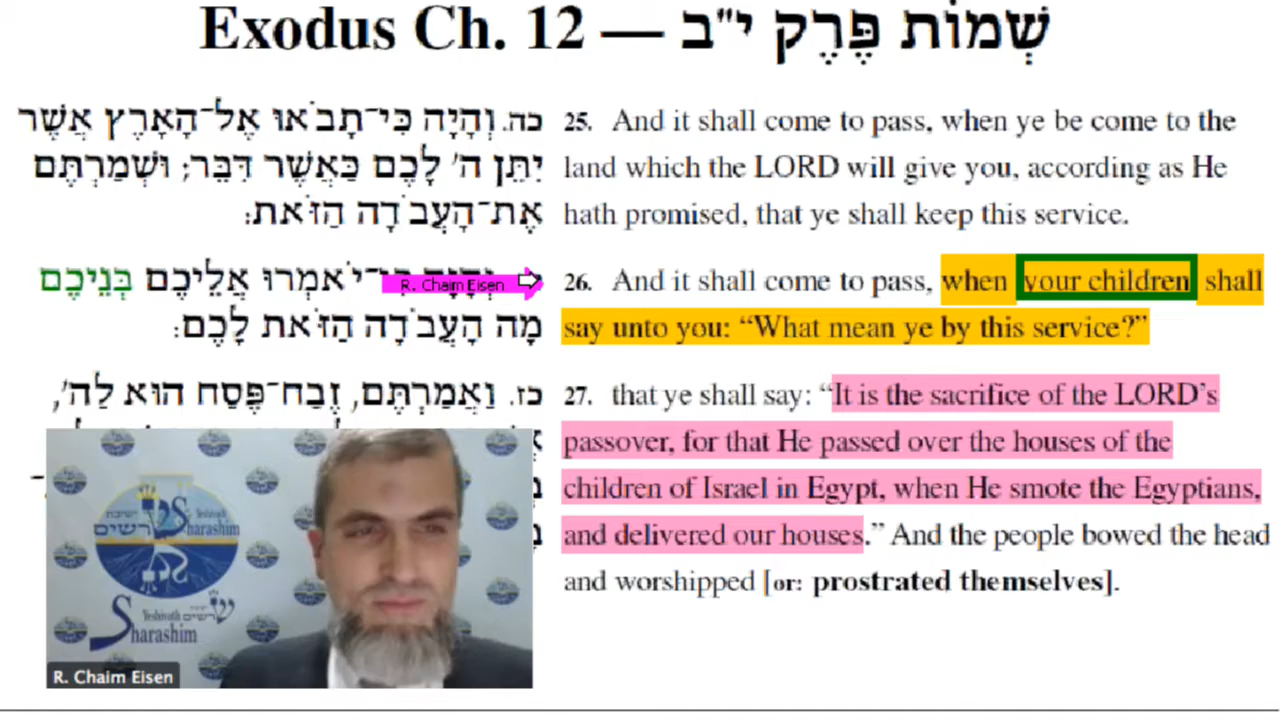 Exodus Ch. 12 — שְׁמוֹת פֶּרֶק י"ב
כה. וְהָיָה כִּי־תָבֹאוּ אֶל־הָאָרֶץ אֲשֶׁר
יִתֵּן ה' לָכֶם כַּאֲשֶׁר דִּבֵּר; וּשְׁמַרְתֶּם
אֶת־הָעֲבֹדָה הַזֹּאת:
יֹאמְרוּ אֲלֵיכֶם בְּנֵיכֶם
מָה הָעֲבֹדָה הַזֹּאת לָכֶם:
כז. וַאֲמַרְתֶּם, זֶבַח־פֶּסַח הוּא לַה',
25. And it shall come to pass, when ye be come to the
land which the LORD will give you, according as He
hath promised, that ye shall keep this service.
26. And it shall come to pass, when your children shall
say unto you: “What mean ye by this service?”
27. that ye shall say: “It is the sacrifice of the LORD’s
passover, for that He passed over the houses of the
children of Israel in Egypt, when He smote the Egyptians,
and delivered our houses.” And the people bowed the head
and worshipped [or: prostrated themselves].
R. Chaim Eisen
ישיבת Yeshivath
שרשים Sharashim
Yeshivath שרשים
Sharashim
R. Chaim Eisen